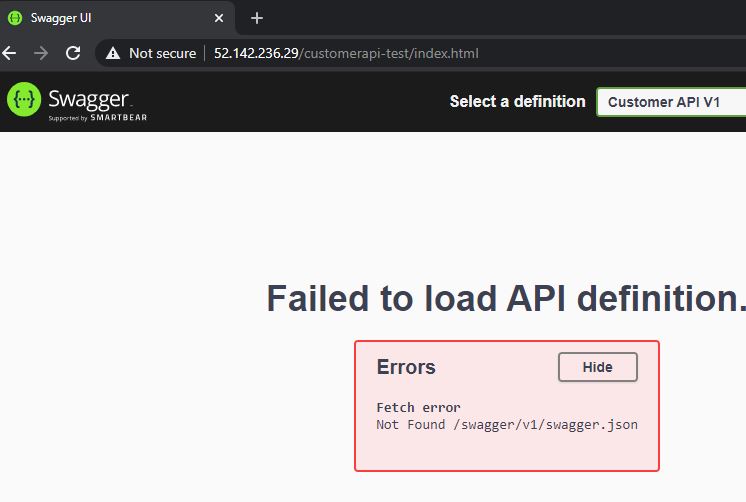 Swagger UI
Not secure 52.142.236.29/customerapi-test/index.html
Swagger
Supported by SMARTBEAR
Select a definition
Customer API V1
Failed to load API definition.
Errors
Hide
Fetch error
Not Found /swagger/v1/swagger.json